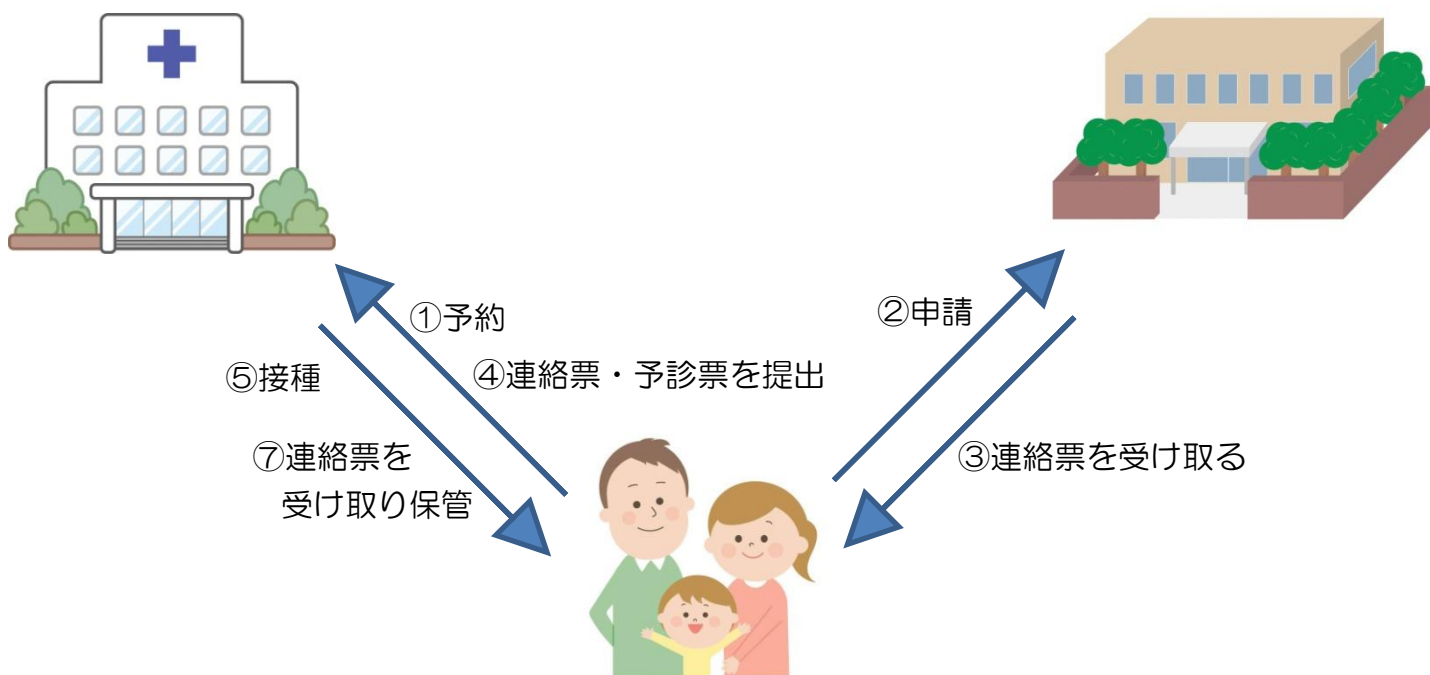 ①予約
②申請
⑤接種
④連絡票・予診票を提出
⑦連絡票を
受け取り保管
③連絡票を受け取る